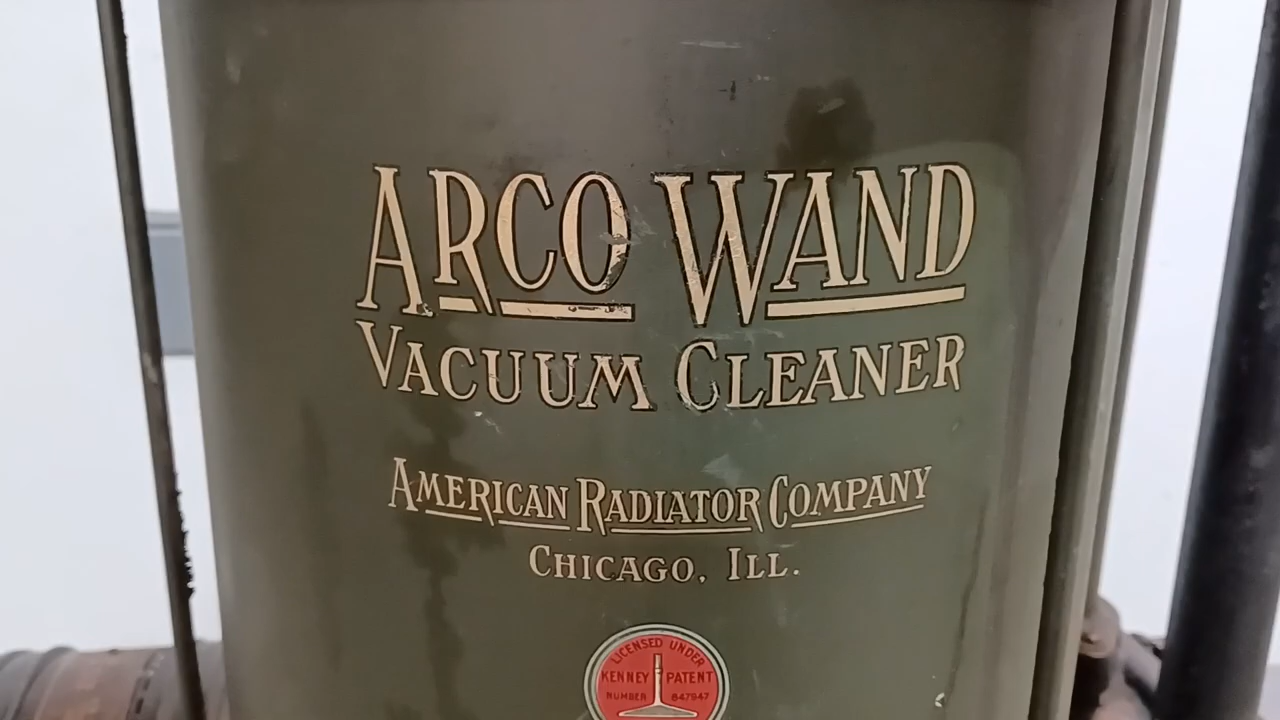 ARCO WAND
VACUUM CLEANER
AMERICAN RADIATOR COMPANY
CHICAGO, ILL.
LICENSED UNDER
KENNEY PATENT
NUMBER 847947